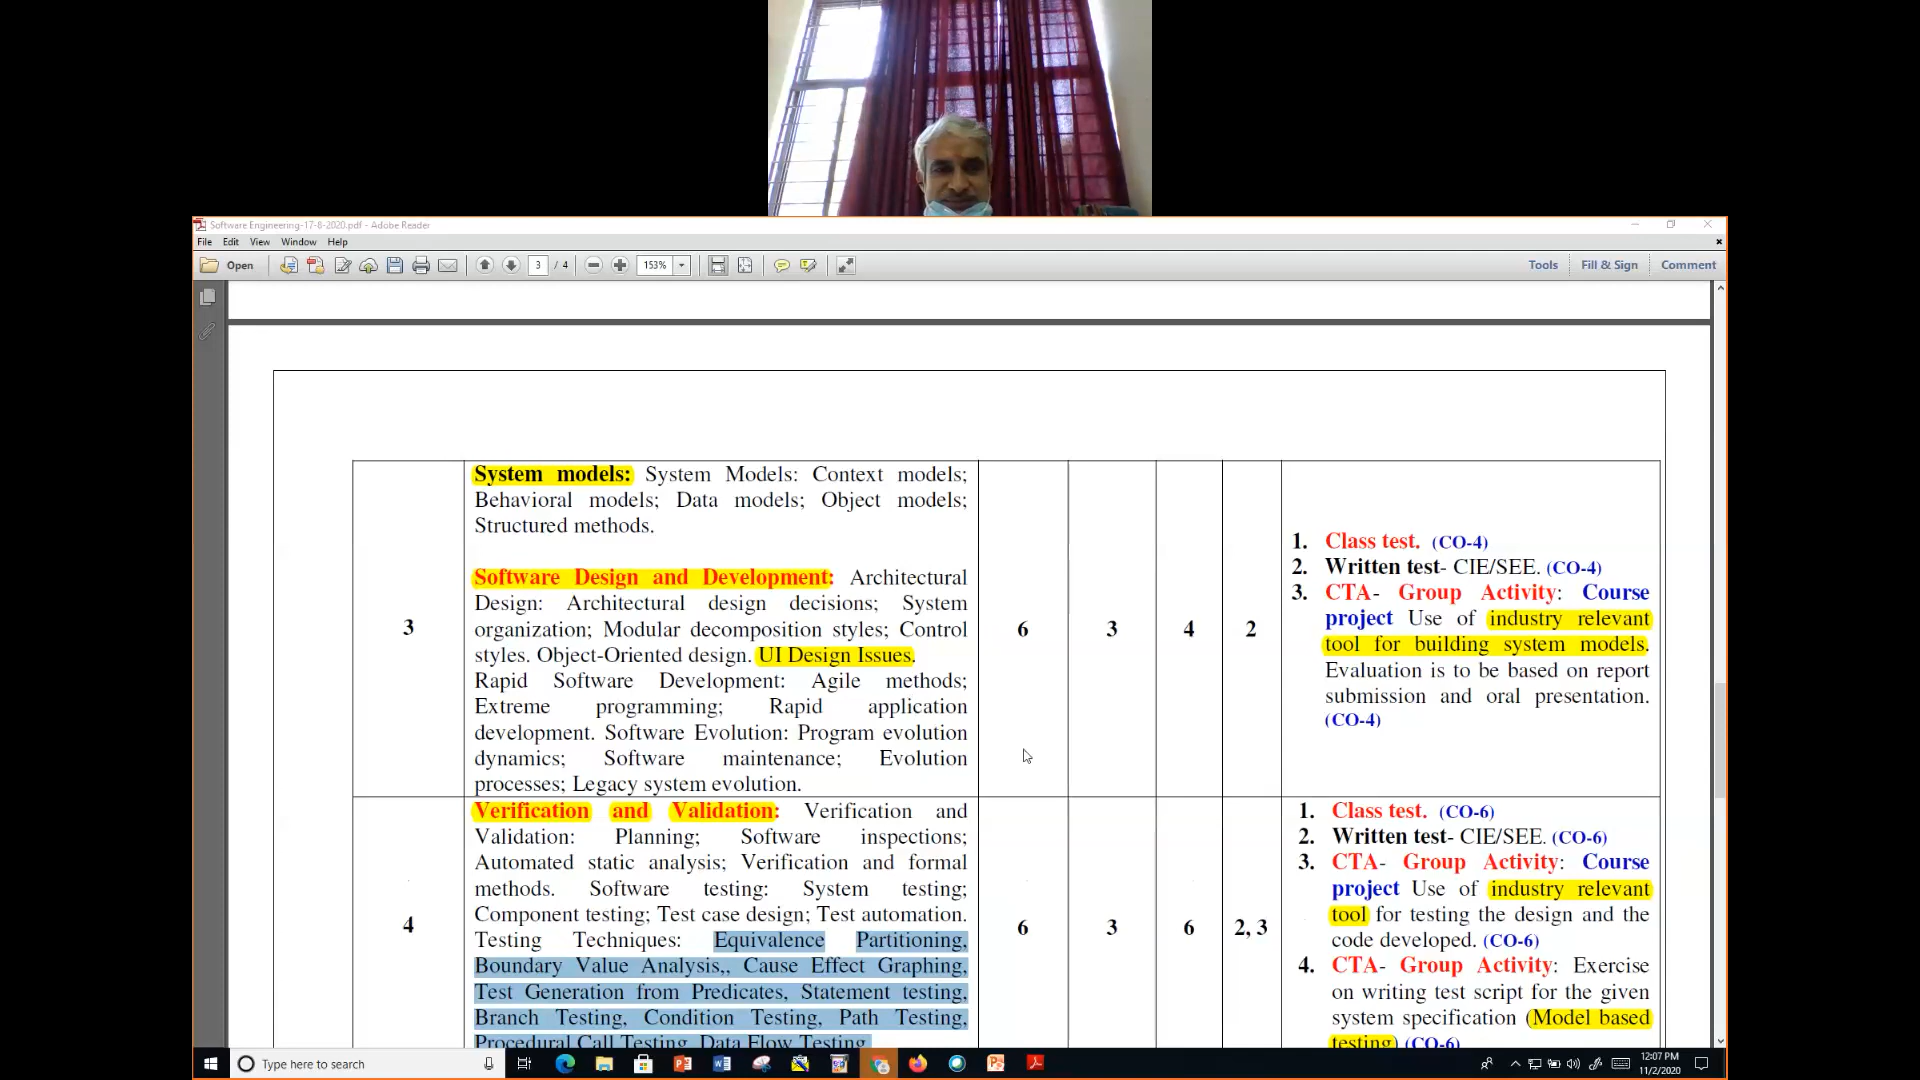 Software Engineering-17-8-2020.pdf - Adobe Reader
File Edit View Window Help
Open 3 / 4 153% Tools Fill & Sign Comment
3
System models: System Models: Context models;
Behavioral models; Data models; Object models;
Structured methods.
Software Design and Development: Architectural
Design: Architectural design decisions; System
organization; Modular decomposition styles; Control
styles. Object-Oriented design. UI Design Issues.
Rapid Software Development: Agile methods;
Extreme programming; Rapid application
development. Software Evolution: Program evolution
dynamics; Software maintenance; Evolution
processes; Legacy system evolution.
6 3 4 2
1. Class test. (CO-4)
2. Written test- CIE/SEE. (CO-4)
3. CTA- Group Activity: Course
project Use of industry relevant
tool for building system models.
Evaluation is to be based on report
submission and oral presentation.
(CO-4)
4
Verification and Validation: Verification and
Validation: Planning; Software inspections;
Automated static analysis; Verification and formal
methods. Software testing: System testing;
Component testing; Test case design; Test automation.
Testing Techniques: Equivalence Partitioning,
Boundary Value Analysis,, Cause Effect Graphing,
Test Generation from Predicates, Statement testing,
Branch Testing, Condition Testing, Path Testing,
Procedural Call Testing, Data Flow Testing
6 3 6 2, 3
1. Class test. (CO-6)
2. Written test- CIE/SEE. (CO-6)
3. CTA- Group Activity: Course
project Use of industry relevant
tool for testing the design and the
code developed. (CO-6)
4. CTA- Group Activity: Exercise
on writing test script for the given
system specification (Model based
testing) (CO-6)
Type here to search
12:07 PM
11/2/2020